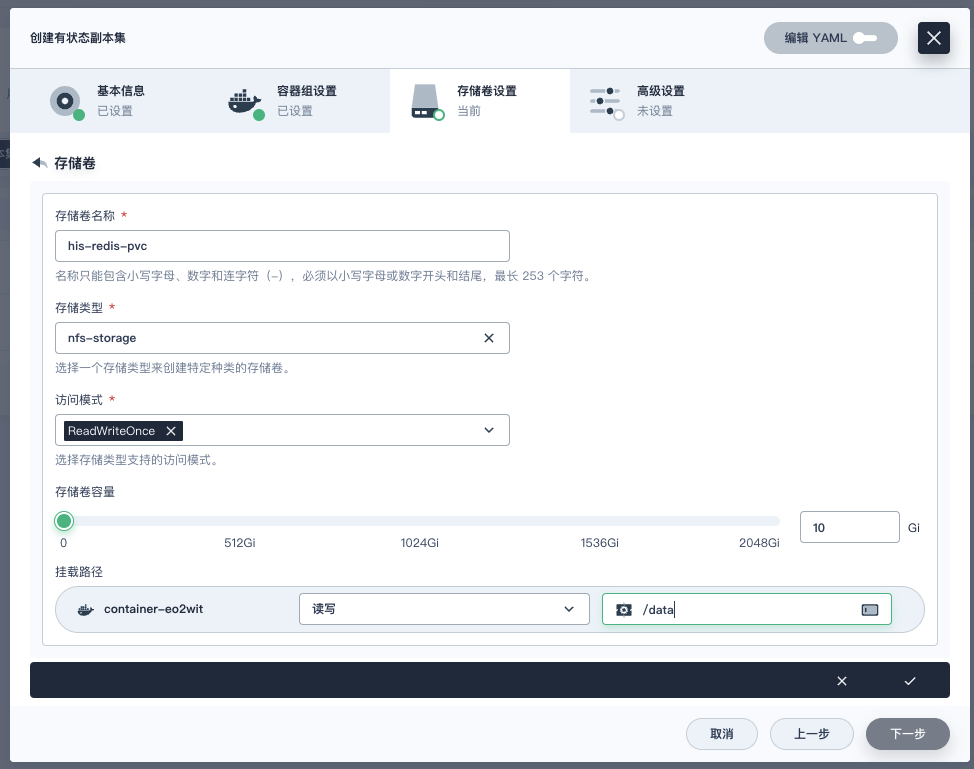 创建有状态副本集
编辑 YAML
基本信息
已设置
容器组设置
已设置
存储卷设置
当前
高级设置
未设置
存储卷
存储卷名称 *
his-redis-pvc
名称只能包含小写字母、数字和连字符（-），必须以小写字母或数字开头和结尾，最长 253 个字符。
存储类型 *
nfs-storage
选择一个存储类型来创建特定种类的存储卷。
访问模式 *
ReadWriteOnce
选择存储类型支持的访问模式。
存储卷容量
0 512Gi 1024Gi 1536Gi 2048Gi
10 Gi
挂载路径
container-eo2wit 读写 /data
取消 上一步 下一步